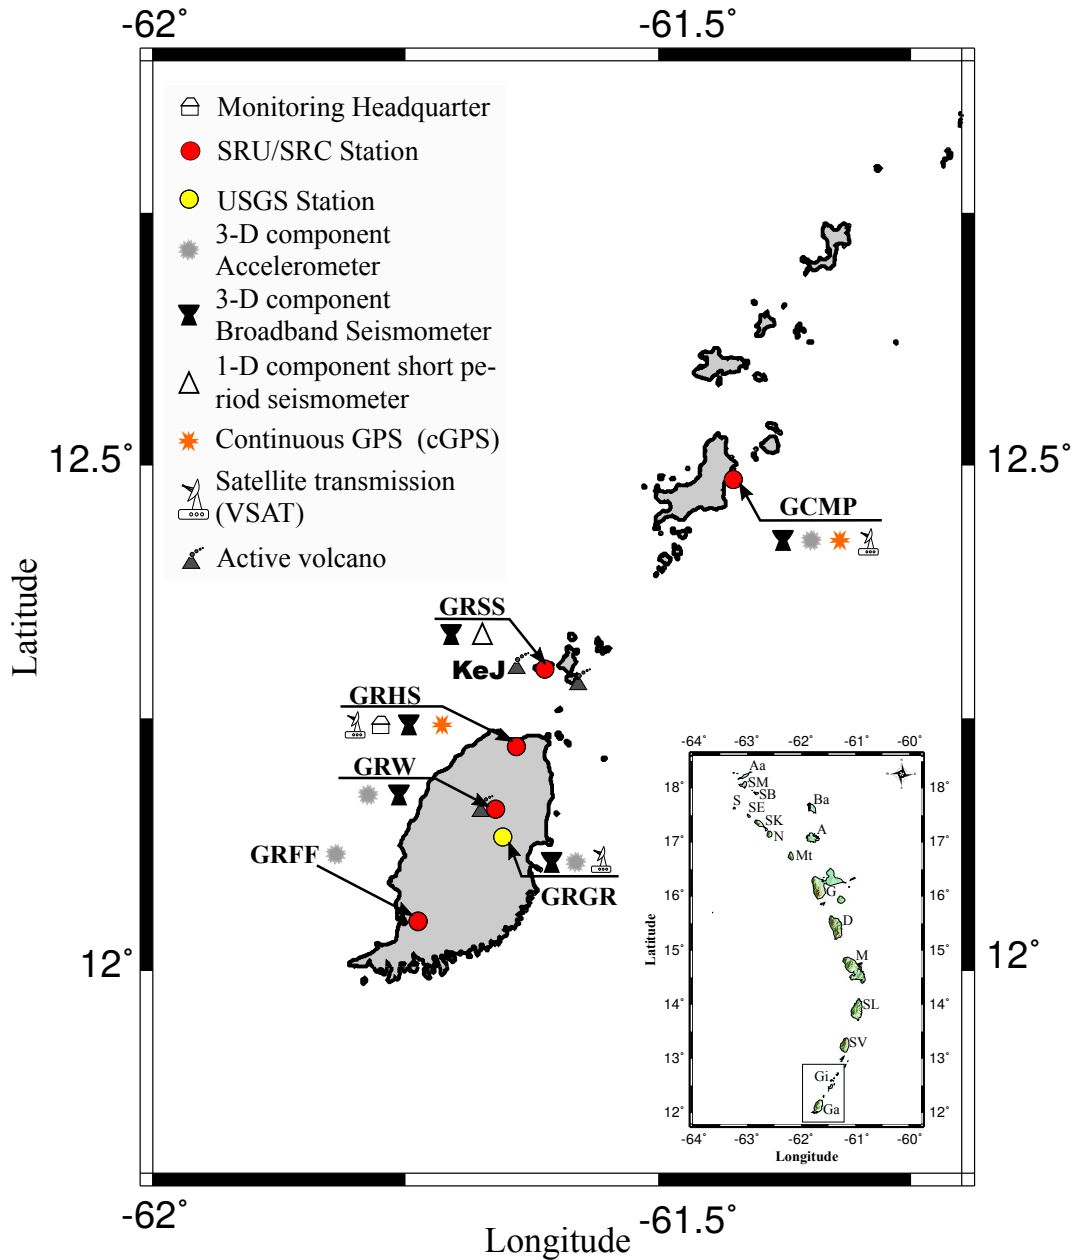 -62˚
-61.5˚
Monitoring Headquarter
SRU/SRC Station
USGS Station
3-D component
Accelerometer
3-D component
Broadband Seismometer
1-D component short pe-
riod seismometer
Continuous GPS (cGPS)
Satellite transmission
(VSAT)
Active volcano
12.5˚
12.5˚
GCMP
GRSS
KeJ
GRHS
GRW
GRFF
GRGR
12˚
12˚
Latitude
-64˚
-63˚
-62˚
-61˚
-60˚
18˚
18˚
17˚
17˚
16˚
16˚
15˚
15˚
14˚
14˚
13˚
13˚
12˚
12˚
Aa
SM
SB
S
SE
SK
N
Ba
A
Mt
G
D
M
SL
SV
Gi
Ga
Latitude
-64˚
-63˚
-62˚
-61˚
-60˚
Longitude
-62˚
-61.5˚
Longitude